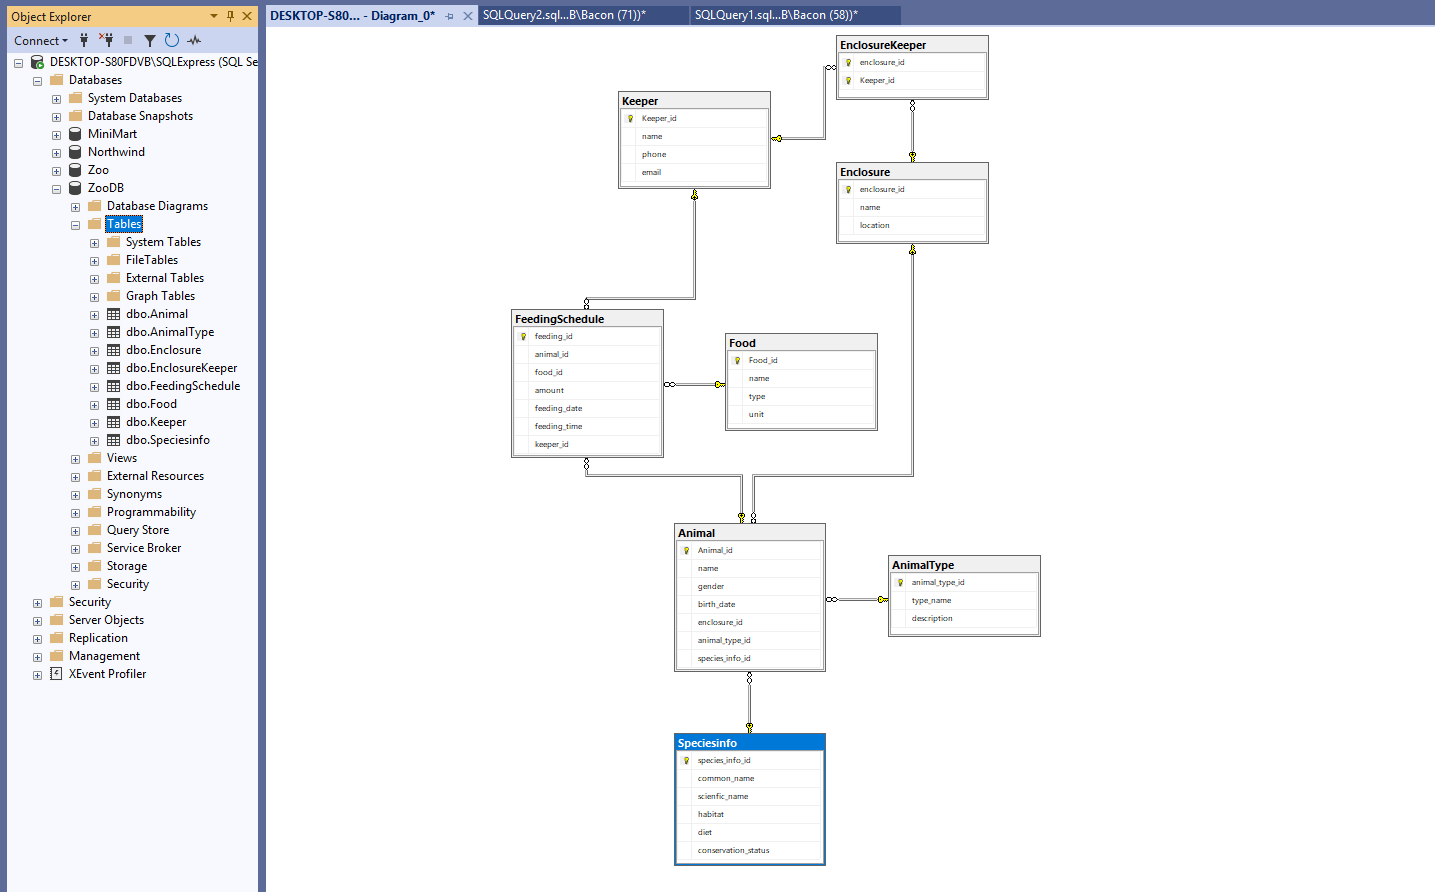 Object Explorer
Connect
DESKTOP-S80FDVB\SQLExpress (SQL Se
Databases
System Databases
Database Snapshots
MiniMart
Northwind
Zoo
ZooDB
Database Diagrams
Tables
System Tables
FileTables
External Tables
Graph Tables
dbo.Animal
dbo.AnimalType
dbo.Enclosure
dbo.EnclosureKeeper
dbo.FeedingSchedule
dbo.Food
dbo.Keeper
dbo.Speciesinfo
Views
External Resources
Synonyms
Programmability
Query Store
Service Broker
Storage
Security
Security
Server Objects
Replication
Management
XEvent Profiler
DESKTOP-S80... - Diagram_0*
SQLQuery2.sql...B\Bacon (71))*
SQLQuery1.sql...B\Bacon (58))*
EnclosureKeeper
enclosure_id
Keeper_id
Keeper
Keeper_id
name
phone
email
Enclosure
enclosure_id
name
location
FeedingSchedule
feeding_id
animal_id
food_id
amount
feeding_date
feeding_time
keeper_id
Food
Food_id
name
type
unit
Animal
Animal_id
name
gender
birth_date
enclosure_id
animal_type_id
species_info_id
AnimalType
animal_type_id
type_name
description
Speciesinfo
species_info_id
common_name
scienfic_name
habitat
diet
conservation_status